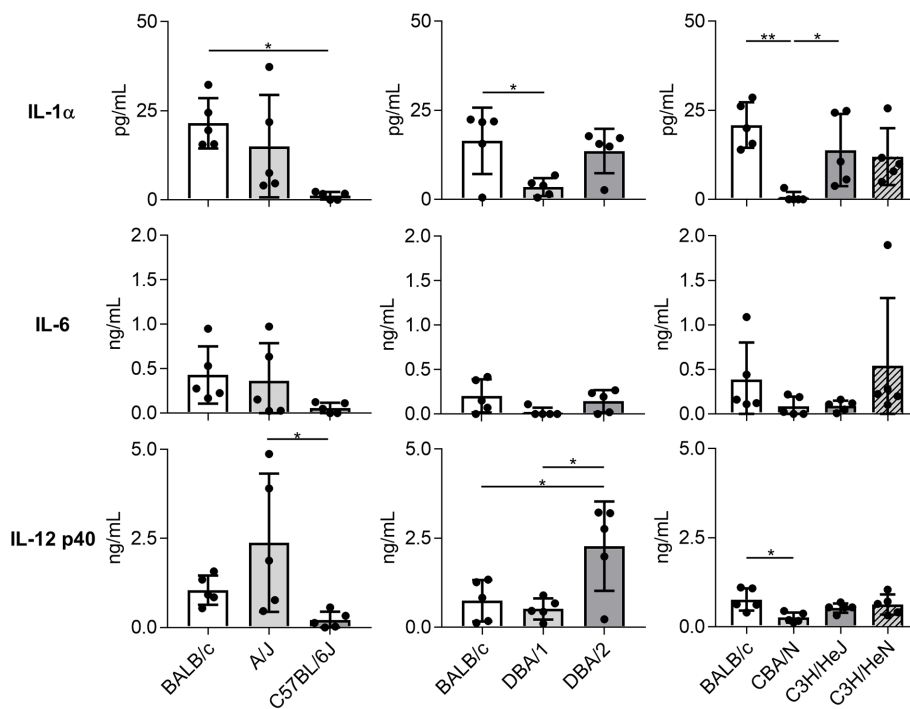 50
25
0
pg/mL
IL-1α
*
50
25
0
pg/mL
*
50
25
0
pg/mL
**
*
2.0
1.5
1.0
0.5
0.0
ng/mL
IL-6
2.0
1.5
1.0
0.5
0.0
ng/mL
2.0
1.5
1.0
0.5
0.0
ng/mL
5.0
2.5
0.0
ng/mL
IL-12 p40
*
BALB/c
A/J
C57BL/6J
5.0
2.5
0.0
ng/mL
*
*
BALB/c
DBA/1
DBA/2
5.0
2.5
0.0
ng/mL
*
BALB/c
CBA/N
C3H/HeJ
C3H/HeN